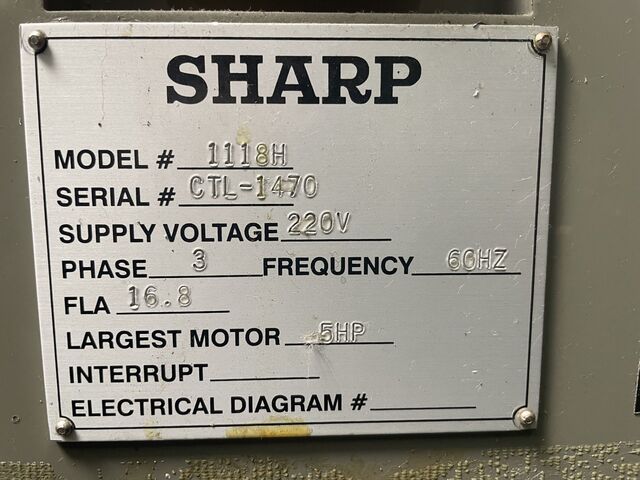 SHARP
MODEL # 1118H
SERIAL # CTL-1470
SUPPLY VOLTAGE 220V
PHASE 3 FREQUENCY 60HZ
FLA 16.8
LARGEST MOTOR 5HP
INTERRUPT
ELECTRICAL DIAGRAM #